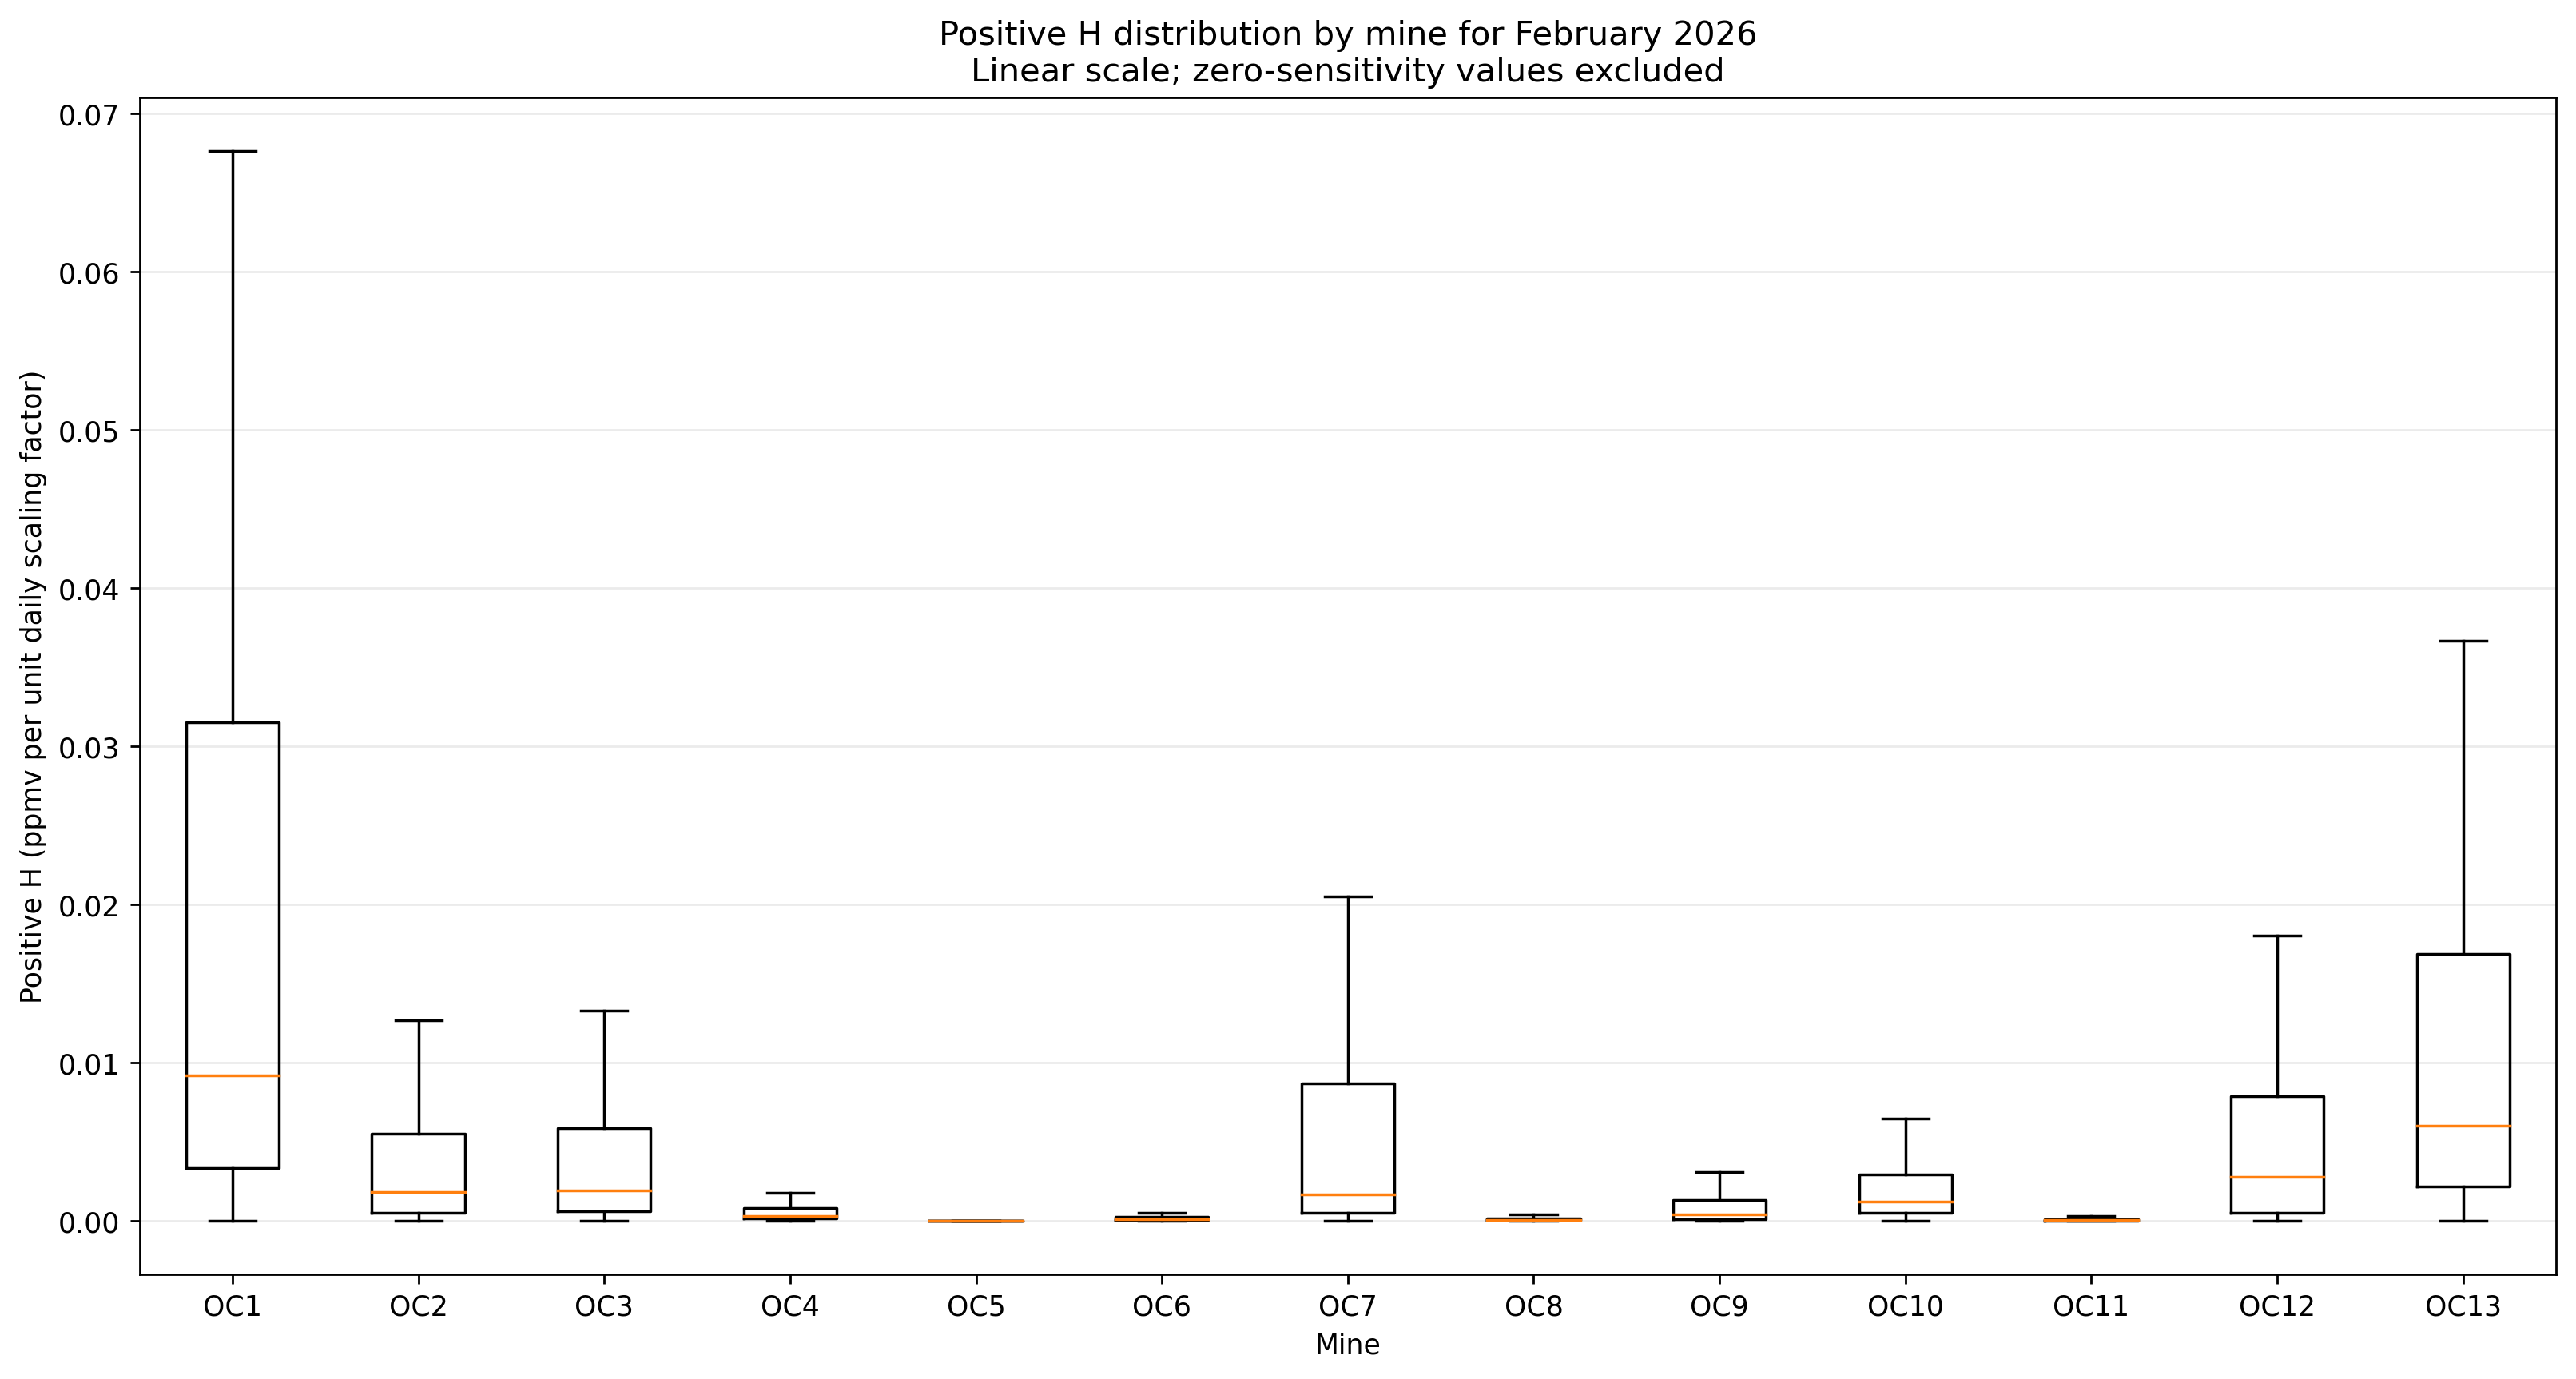 Positive H distribution by mine for February 2026
Linear scale; zero-sensitivity values excluded
Positive H (ppmv per unit daily scaling factor)
0.07
0.06
0.05
0.04
0.03
0.02
0.01
0.00
OC1 OC2 OC3 OC4 OC5 OC6 OC7 OC8 OC9 OC10 OC11 OC12 OC13
Mine